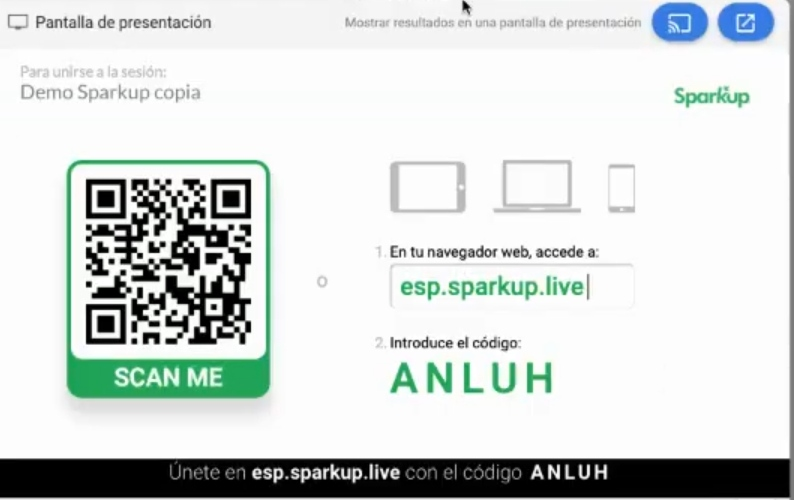 Pantalla de presentación
Mostrar resultados en una pantalla de presentación
Para unirse a la sesión:
Demo Sparkup copia
Sparkup
SCAN ME
o
1. En tu navegador web, accede a:
esp.sparkup.live
2. Introduce el código:
ANLUH
Únete en esp.sparkup.live con el código ANLUH